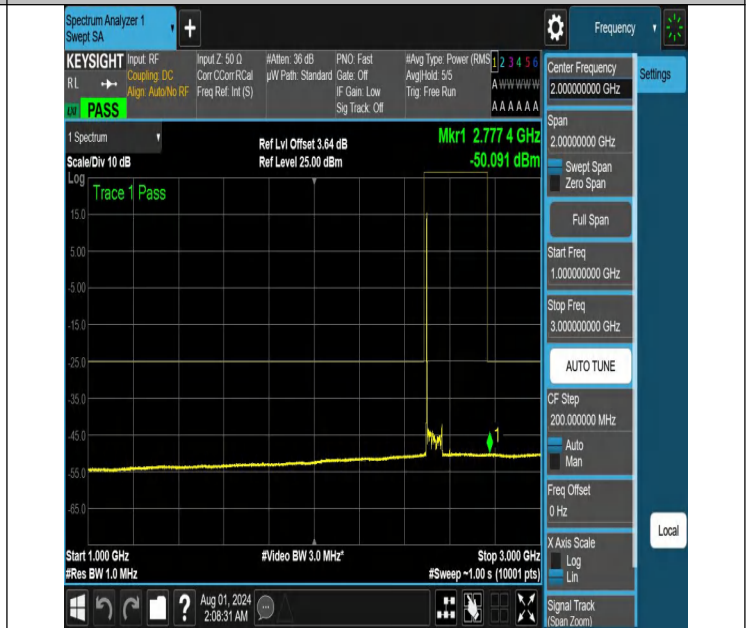 Spectrum Analyzer 1
Swept SA
+
Frequency
KEYSIGHT
RL
LXI
PASS
Input: RF
Coupling: DC
Align: Auto/No RF
Input Z: 50 Ω
Corr CCorr RCal
Freq Ref: Int (S)
#Atten: 36 dB
µW Path: Standard
PNO: Fast
Gate: Off
IF Gain: Low
Sig Track: Off
#Avg Type: Power (RMS
Avg|Hold: 5/5
Trig: Free Run
1 2 3 4 5 6
A W W W W W
A A A A A A
1 Spectrum
Scale/Div 10 dB
Ref Lvl Offset 3.64 dB
Ref Level 25.00 dBm
Mkr1 2.777 4 GHz
-50.091 dBm
Log
Trace 1 Pass
15.0
5.00
-5.00
-15.0
-25.0
-35.0
-45.0
-55.0
-65.0
1
Start 1.000 GHz
#Res BW 1.0 MHz
#Video BW 3.0 MHz*
Stop 3.000 GHz
#Sweep ~1.00 s (10001 pts)
Center Frequency
2.000000000 GHz
Span
2.00000000 GHz
Swept Span
Zero Span
Full Span
Start Freq
1.000000000 GHz
Stop Freq
3.000000000 GHz
AUTO TUNE
CF Step
200.000000 MHz
Auto
Man
Freq Offset
0 Hz
X Axis Scale
Log
Lin
Signal Track
(Span Zoom)
Settings
Local
?
Aug 01, 2024
2:08:31 AM